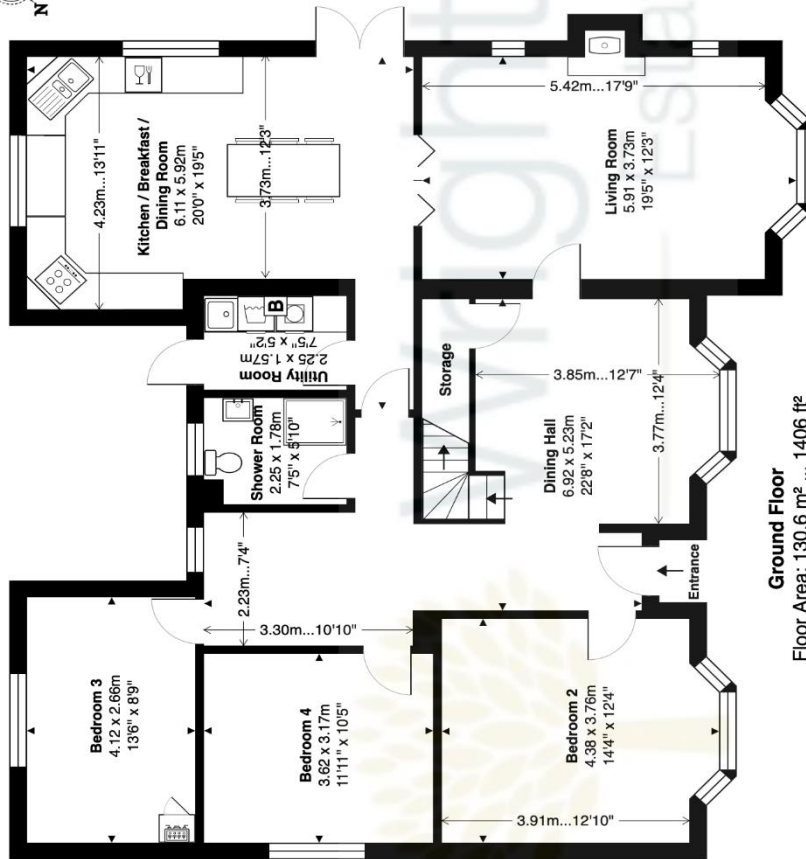 N
Kitchen / Breakfast /
Dining Room
6.11 x 5.92m
20'0" x 19'5"
4.23m...13'11"
3.73m...12'3"
5.42m...17'9"
Living Room
5.91 x 3.73m
19'5" x 12'3"
B
Utility Room
2.25 x 1.57m
7'5" x 5'2"
Shower Room
2.25 x 1.78m
7'5" x 5'10"
Storage
3.85m...12'7"
3.77m...12'4"
Dining Hall
6.92 x 5.23m
22'8" x 17'2"
2.23m...7'4"
3.30m...10'10"
Entrance
Bedroom 3
4.12 x 2.66m
13'6" x 8'9"
Bedroom 4
3.62 x 3.17m
11'11" x 10'5"
Bedroom 2
4.38 x 3.76m
14'4" x 12'4"
3.91m...12'10"
Ground Floor
Floor Area: 130.6 m² ... 1406 ft²
Wright
Esta